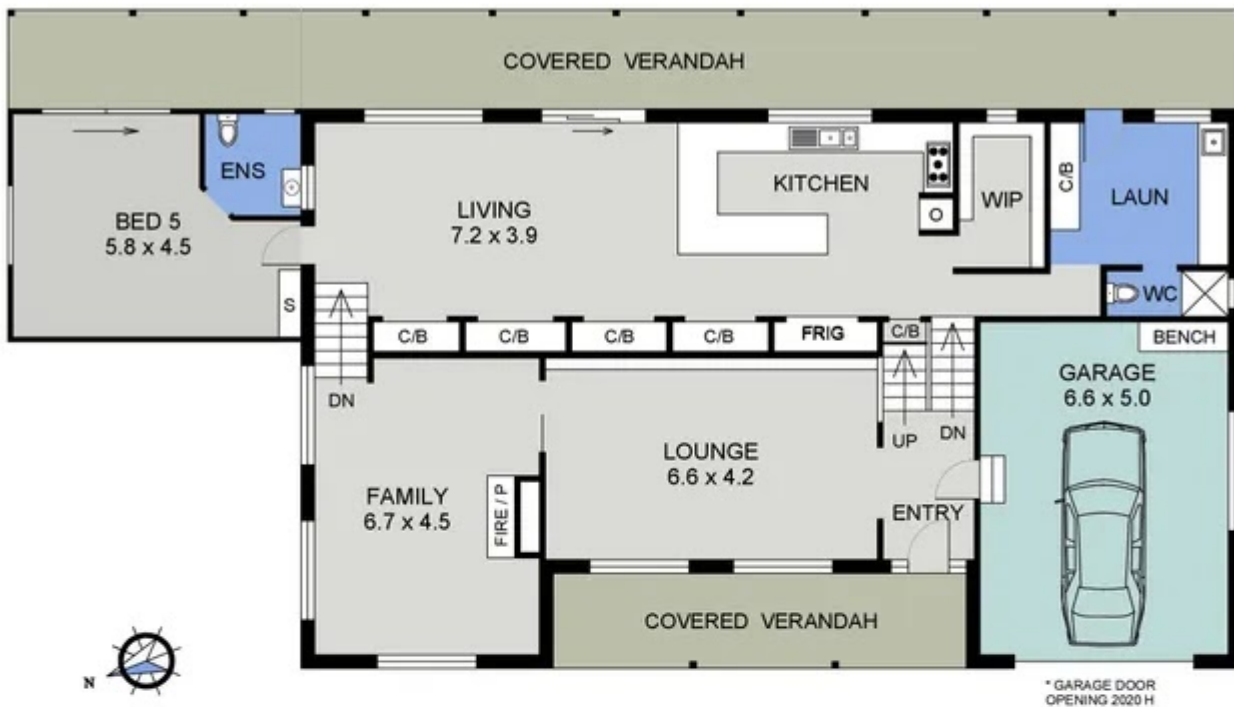 COVERED VERANDAH
ENS
BED 5
5.8 x 4.5
S
LIVING
7.2 x 3.9
KITCHEN
O
WIP
C/B
LAUN
WC
C/B
C/B
C/B
C/B
FRIG
C/B
BENCH
GARAGE
6.6 x 5.0
DN
UP
DN
LOUNGE
6.6 x 4.2
FAMILY
6.7 x 4.5
FIRE / P
ENTRY
COVERED VERANDAH
N
* GARAGE DOOR
OPENING 2020 H